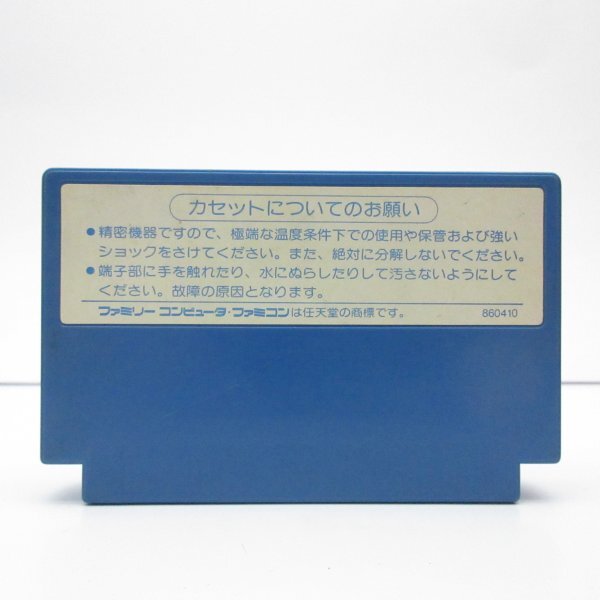 カセットについてのお願い
●精密機器ですので、極端な温度条件下での使用や保管および強い
ショックをさけてください。また、絶対に分解しないでください。
●端子部に手を触れたり、水にぬらしたりして汚さないようにして
ください。故障の原因となります。
ファミリー コンピュータ・ファミコンは任天堂の商標です。 860410